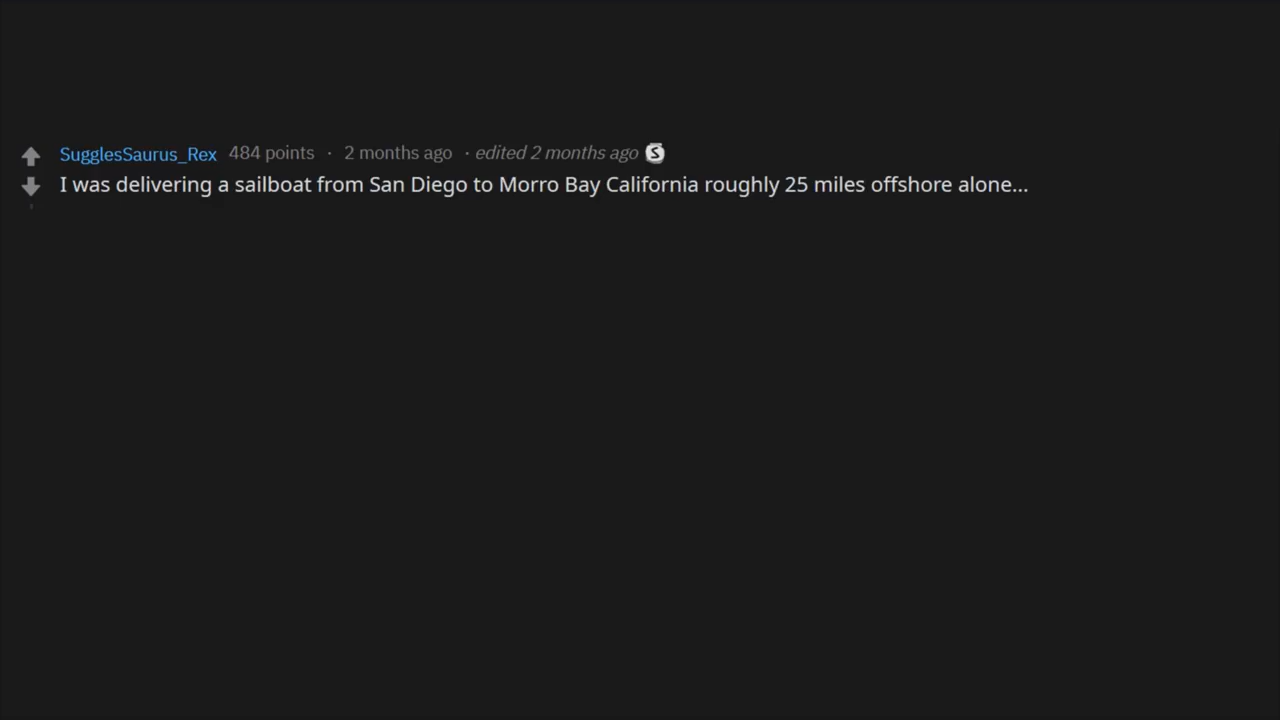 SugglesSaurus_Rex 484 points · 2 months ago · edited 2 months ago S
I was delivering a sailboat from San Diego to Morro Bay California roughly 25 miles offshore alone...